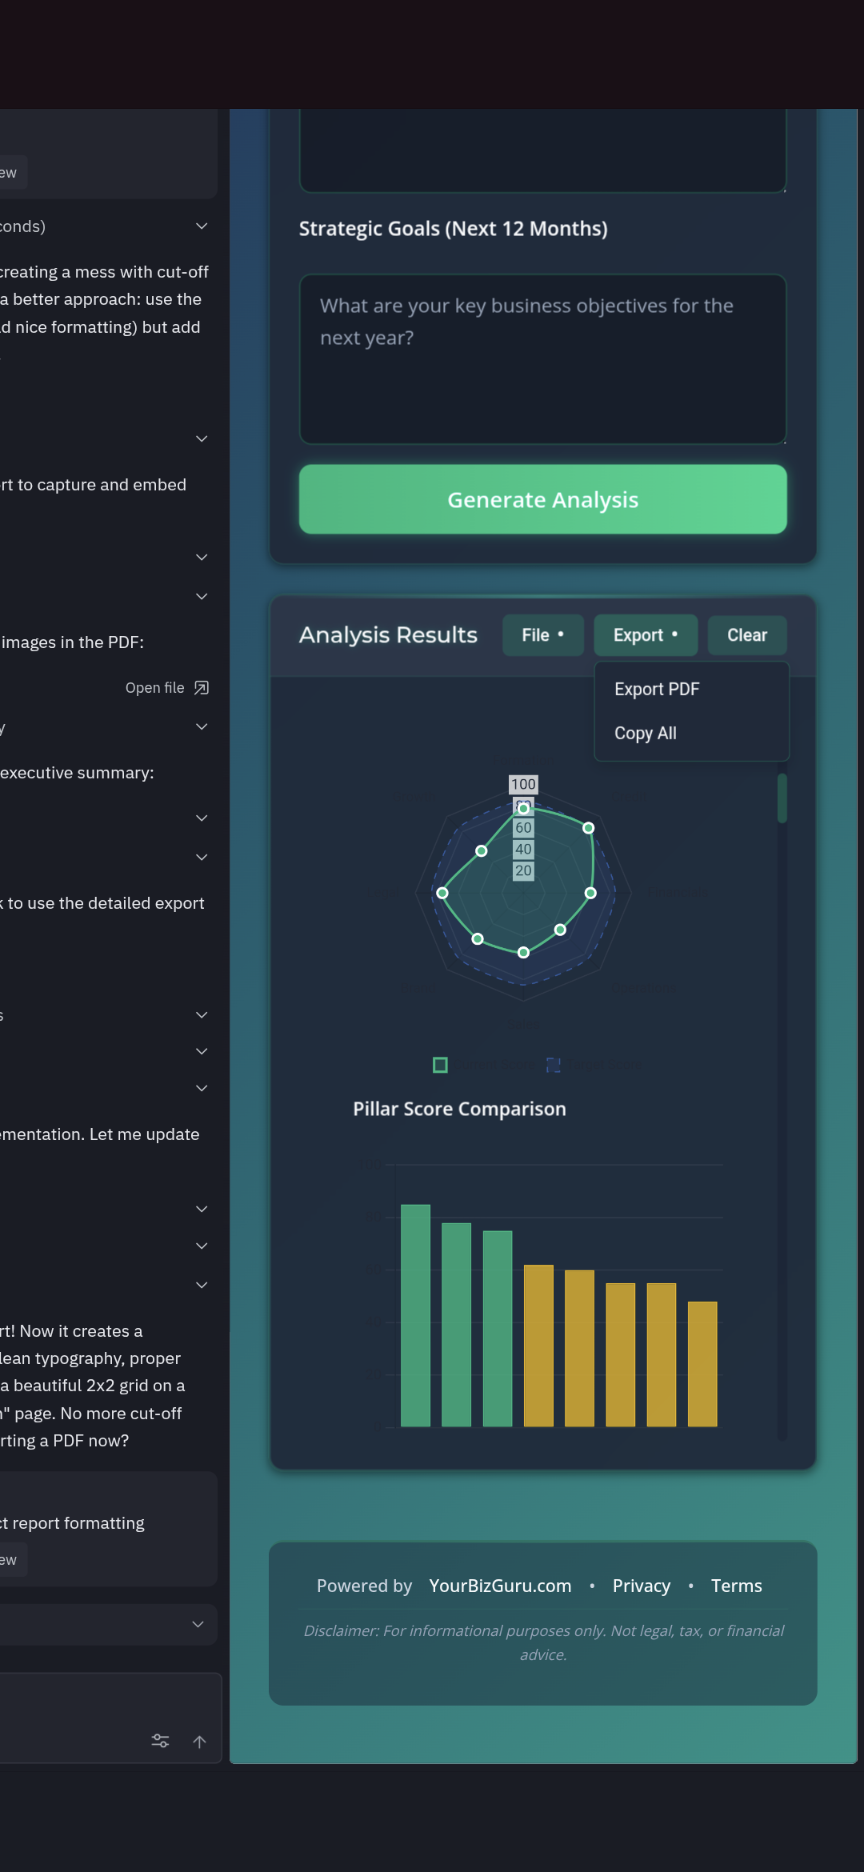 ew
conds)
creating a mess with cut-off
a better approach: use the
d nice formatting) but add
rt to capture and embed
images in the PDF:
Open file
y
executive summary:
k to use the detailed export
s
ementation. Let me update
rt! Now it creates a
lean typography, proper
a beautiful 2x2 grid on a
n" page. No more cut-off
rting a PDF now?
ct report formatting
ew
Strategic Goals (Next 12 Months)
What are your key business objectives for the
next year?
Generate Analysis
Analysis Results
File •
Export •
Clear
Export PDF
Copy All
100
80
60
40
20
Pillar Score Comparison
Powered by YourBizGuru.com • Privacy • Terms
Disclaimer: For informational purposes only. Not legal, tax, or financial
advice.